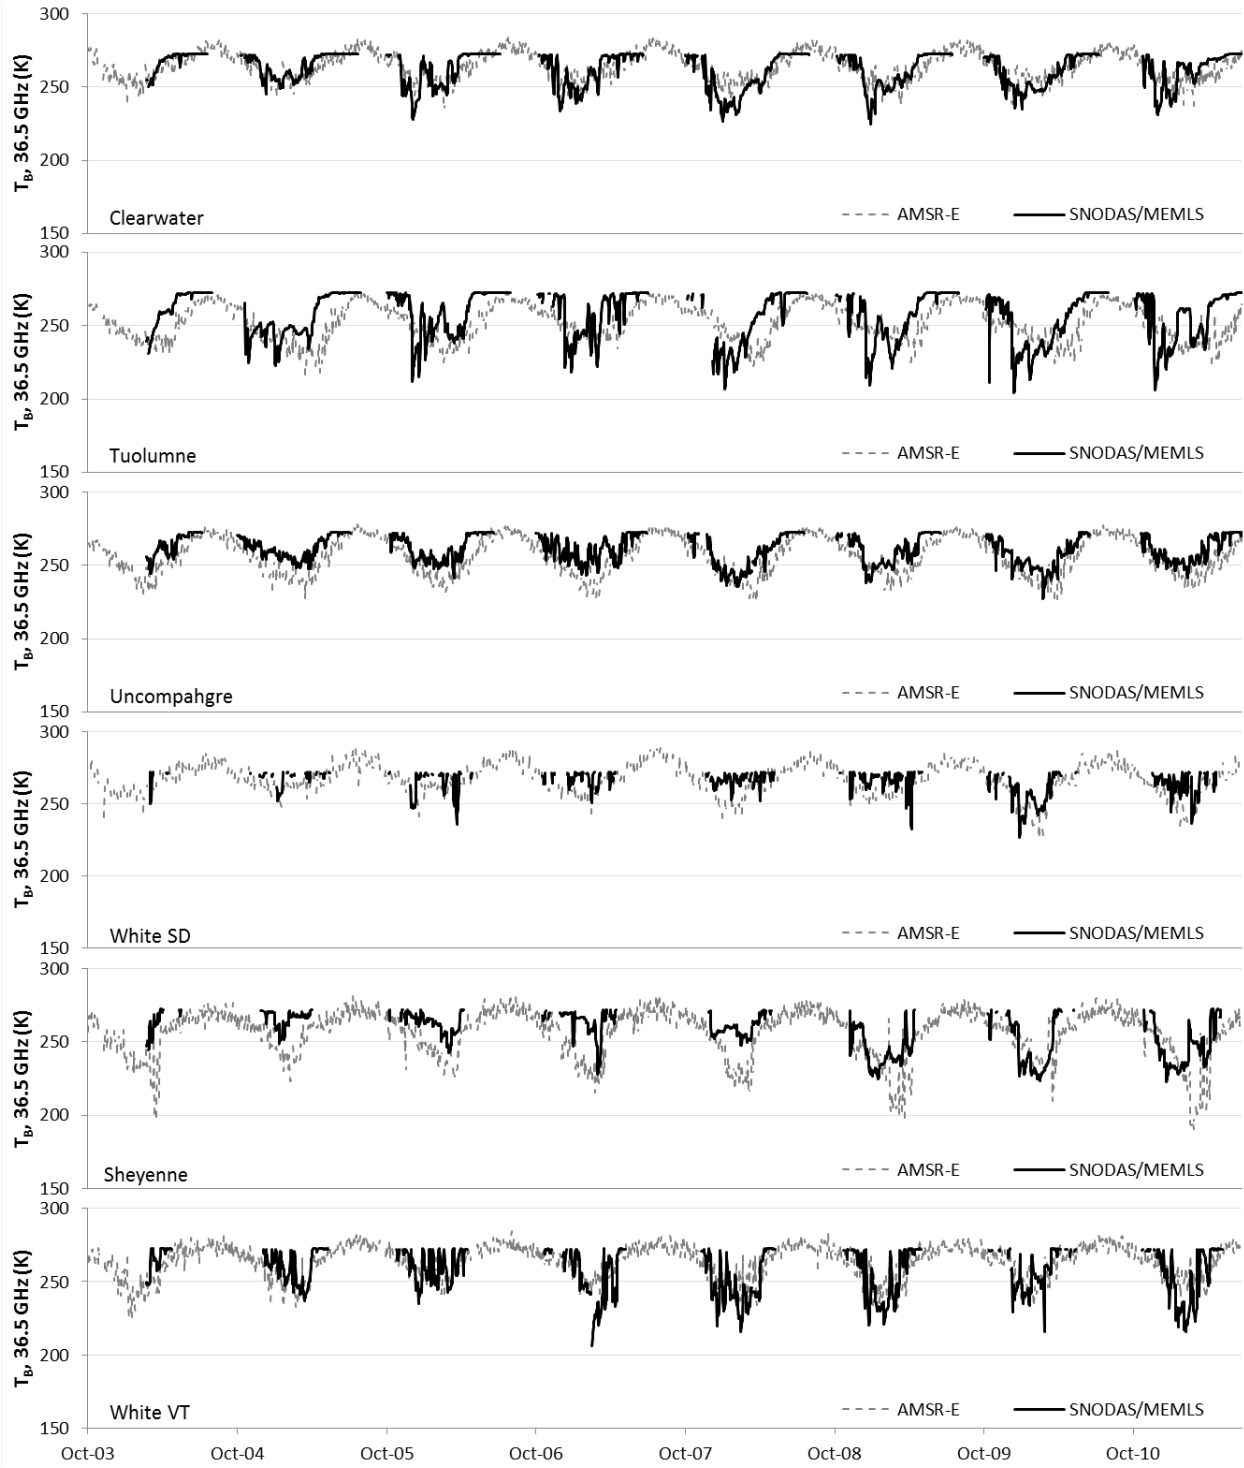 300
250
200
150
T_B, 36.5 GHz (K)
Clearwater
AMSR-E
SNODAS/MEMLS
300
250
200
150
T_B, 36.5 GHz (K)
Tuolumne
AMSR-E
SNODAS/MEMLS
300
250
200
150
T_B, 36.5 GHz (K)
Uncompahgre
AMSR-E
SNODAS/MEMLS
300
250
200
150
T_B, 36.5 GHz (K)
White SD
AMSR-E
SNODAS/MEMLS
300
250
200
150
T_B, 36.5 GHz (K)
Sheyenne
AMSR-E
SNODAS/MEMLS
300
250
200
150
T_B, 36.5 GHz (K)
White VT
AMSR-E
SNODAS/MEMLS
Oct-03 Oct-04 Oct-05 Oct-06 Oct-07 Oct-08 Oct-09 Oct-10